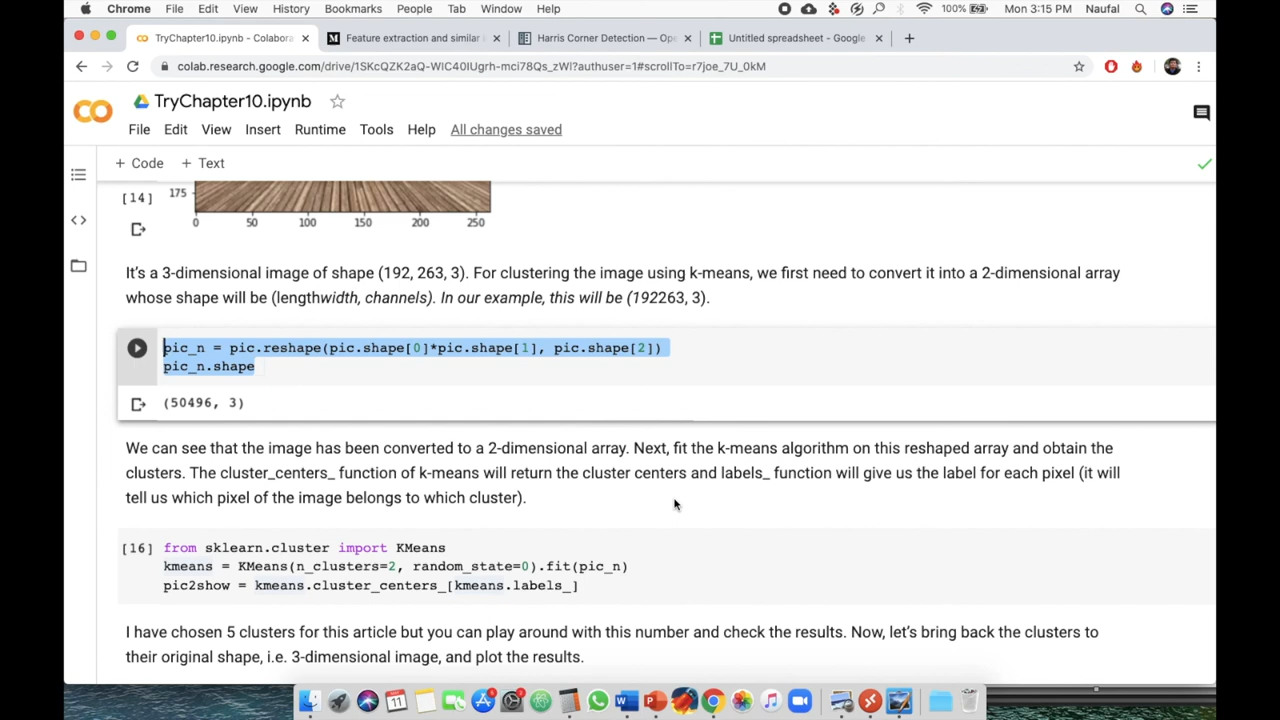 Chrome File Edit View History Bookmarks People Tab Window Help 100% Mon 3:15 PM Naufal
TryChapter10.ipynb - Colabora
Feature extraction and similar i
Harris Corner Detection — Ope
Untitled spreadsheet - Google
colab.research.google.com/drive/1SKcQZK2aQ-WIC40IUgrh-mci78Qs_zWl?authuser=1#scrollTo=r7joe_7U_0kM
TryChapter10.ipynb
File Edit View Insert Runtime Tools Help All changes saved
+ Code + Text
[14] 175
0 50 100 150 200 250
It's a 3-dimensional image of shape (192, 263, 3). For clustering the image using k-means, we first need to convert it into a 2-dimensional array
whose shape will be (lengthwidth, channels). In our example, this will be (192263, 3).
pic_n = pic.reshape(pic.shape[0]*pic.shape[1], pic.shape[2])
pic_n.shape
(50496, 3)
We can see that the image has been converted to a 2-dimensional array. Next, fit the k-means algorithm on this reshaped array and obtain the
clusters. The cluster_centers_ function of k-means will return the cluster centers and labels_ function will give us the label for each pixel (it will
tell us which pixel of the image belongs to which cluster).
[16] from sklearn.cluster import KMeans
kmeans = KMeans(n_clusters=2, random_state=0).fit(pic_n)
pic2show = kmeans.cluster_centers_[kmeans.labels_]
I have chosen 5 clusters for this article but you can play around with this number and check the results. Now, let's bring back the clusters to
their original shape, i.e. 3-dimensional image, and plot the results.